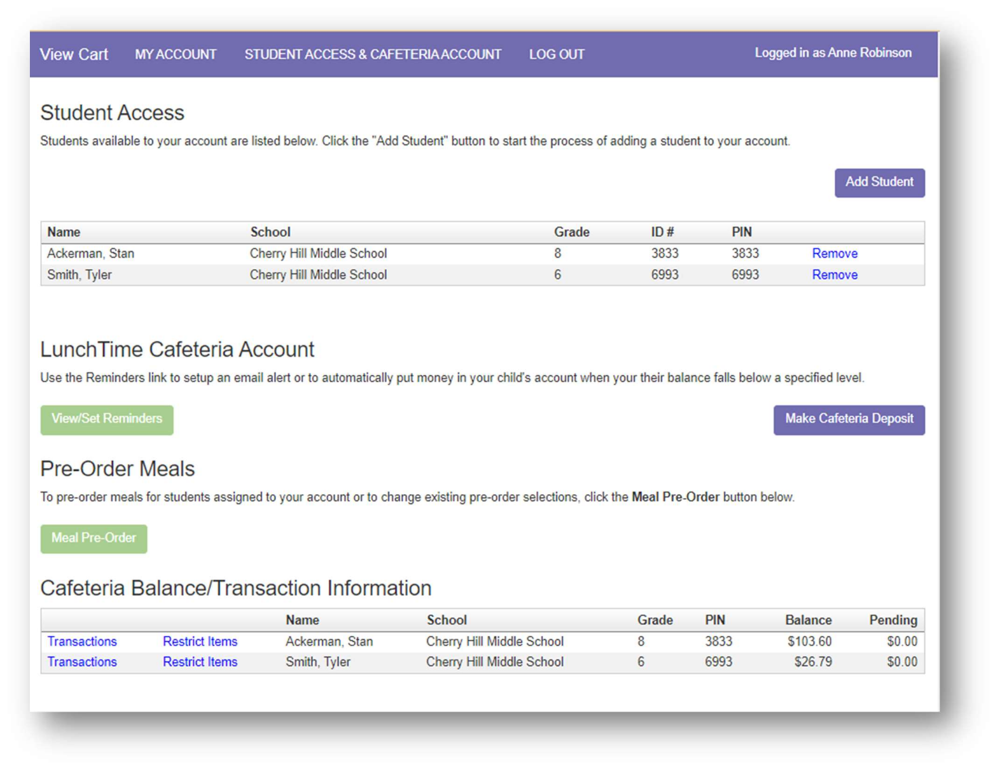 View Cart MY ACCOUNT STUDENT ACCESS & CAFETERIA ACCOUNT LOG OUT Logged in as Anne Robinson
Student Access
Students available to your account are listed below. Click the "Add Student" button to start the process of adding a student to your account.
Add Student
Name School Grade ID # PIN
Ackerman, Stan Cherry Hill Middle School 8 3833 3833 Remove
Smith, Tyler Cherry Hill Middle School 6 6993 6993 Remove
LunchTime Cafeteria Account
Use the Reminders link to setup an email alert or to automatically put money in your child's account when your their balance falls below a specified level.
View/Set Reminders Make Cafeteria Deposit
Pre-Order Meals
To pre-order meals for students assigned to your account or to change existing pre-order selections, click the Meal Pre-Order button below.
Meal Pre-Order
Cafeteria Balance/Transaction Information
Name School Grade PIN Balance Pending
Transactions Restrict Items Ackerman, Stan Cherry Hill Middle School 8 3833 $103.60 $0.00
Transactions Restrict Items Smith, Tyler Cherry Hill Middle School 6 6993 $26.79 $0.00